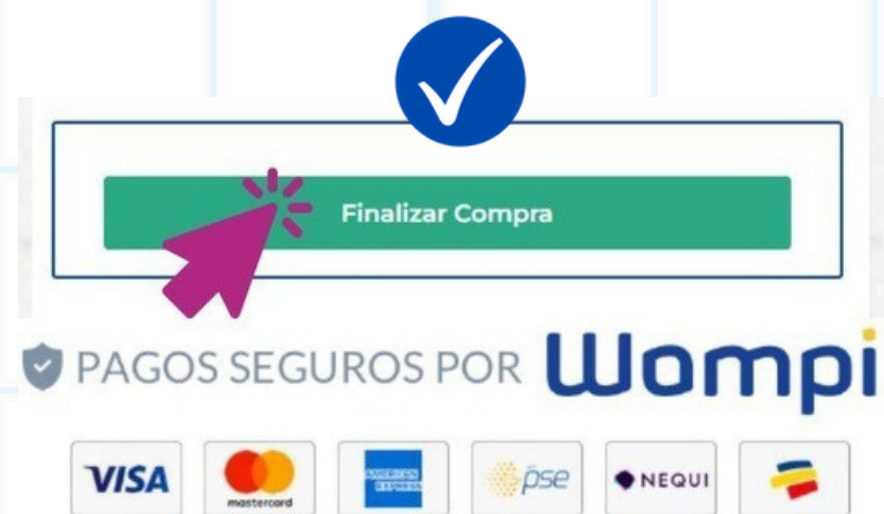 Finalizar Compra
PAGOS SEGUROS POR Wompi
VISA mastercard AMERICAN EXPRESS pse NEQUI